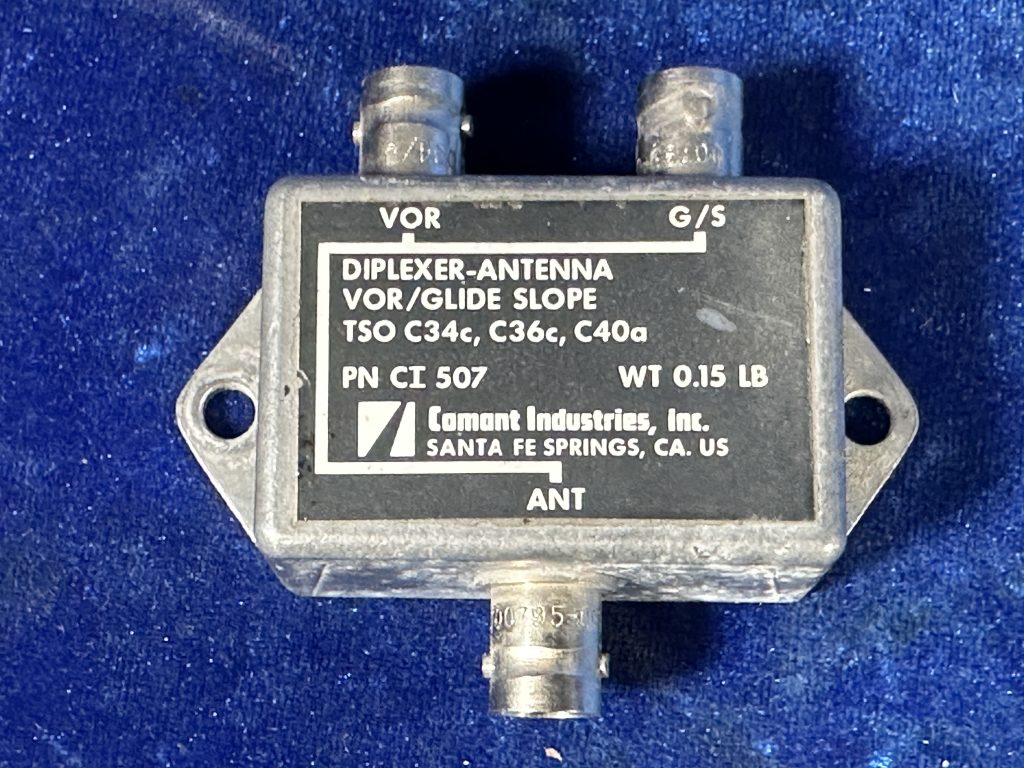 VOR G/S
DIPLEXER-ANTENNA
VOR/GLIDE SLOPE
TSO C34c, C36c, C40a
PN CI 507 WT 0.15 LB
Comant Industries, Inc.
SANTA FE SPRINGS, CA. US
ANT